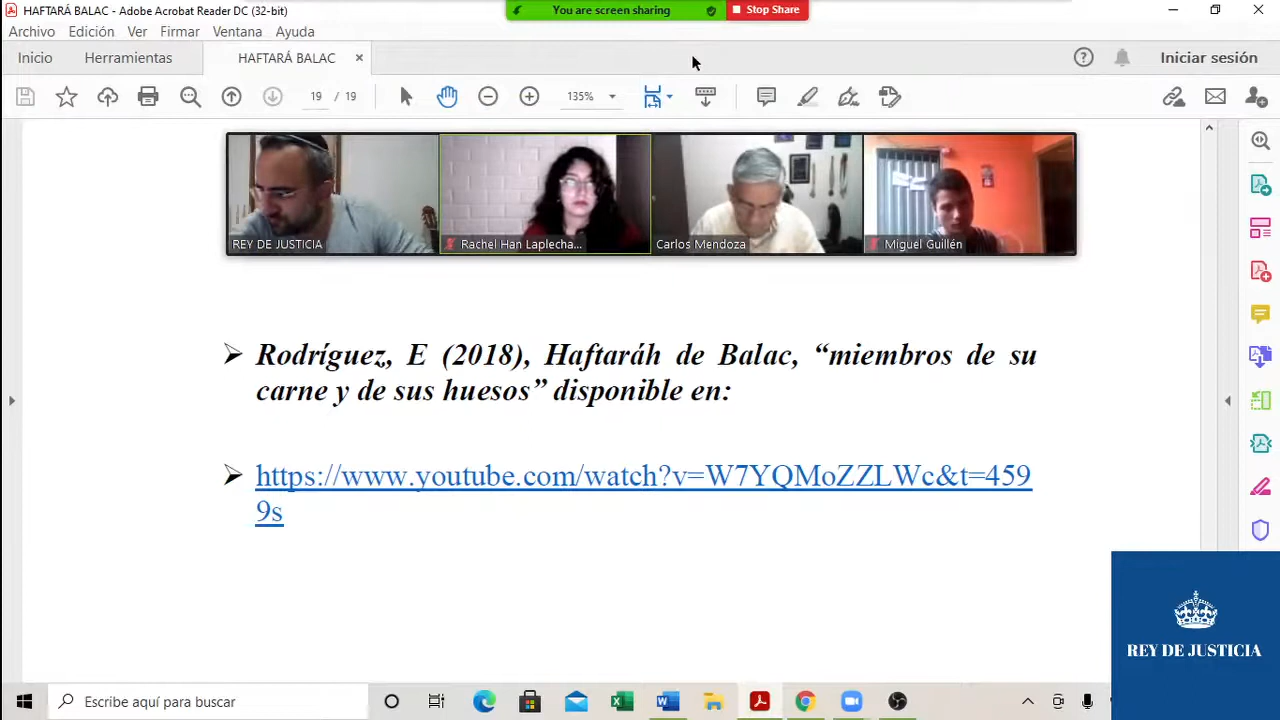 HAFTARÁ BALAC - Adobe Acrobat Reader DC (32-bit)
You are screen sharing
Stop Share
Archivo Edición Ver Firmar Ventana Ayuda
Inicio Herramientas HAFTARÁ BALAC × Iniciar sesión
19 / 19 135%
REY DE JUSTICIA
Rachel Han Laplecha...
Carlos Mendoza
Miguel Guillén
Rodríguez, E (2018), Haftaráh de Balac, “miembros de su
carne y de sus huesos” disponible en:
https://www.youtube.com/watch?v=W7YQMoZZLWc&t=459
9s
REY DE JUSTICIA
Escribe aquí para buscar